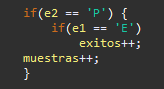 if(e2 == 'P') {
if(e1 == 'E')
exitos++;
muestras++;
}